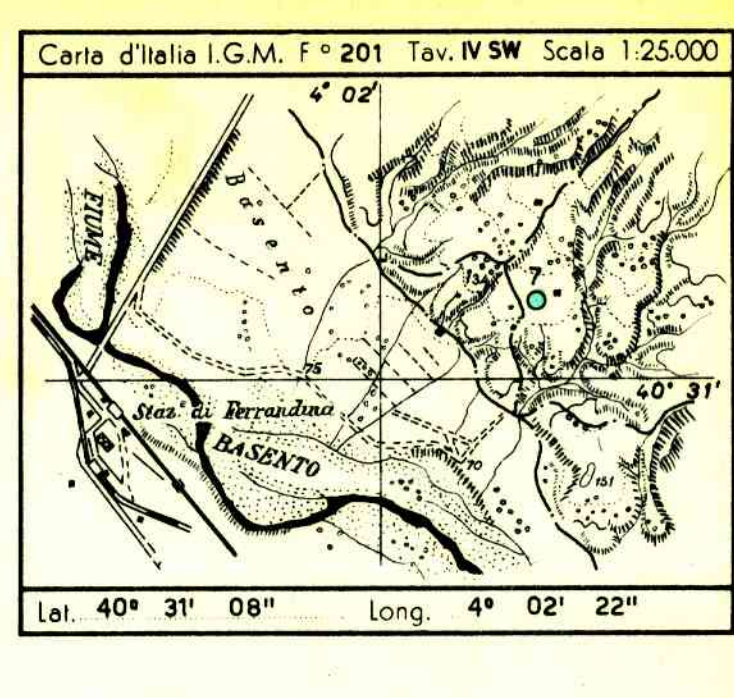 Carta d'Italia I.G.M. F° 201 Tav. IV SW Scala 1:25.000
4° 02'
FIUME
Basento
134
7
75
40° 31'
Staz. di Ferrandina
BASENTO
70
151
Lat. 40° 31' 08" Long. 4° 02' 22"